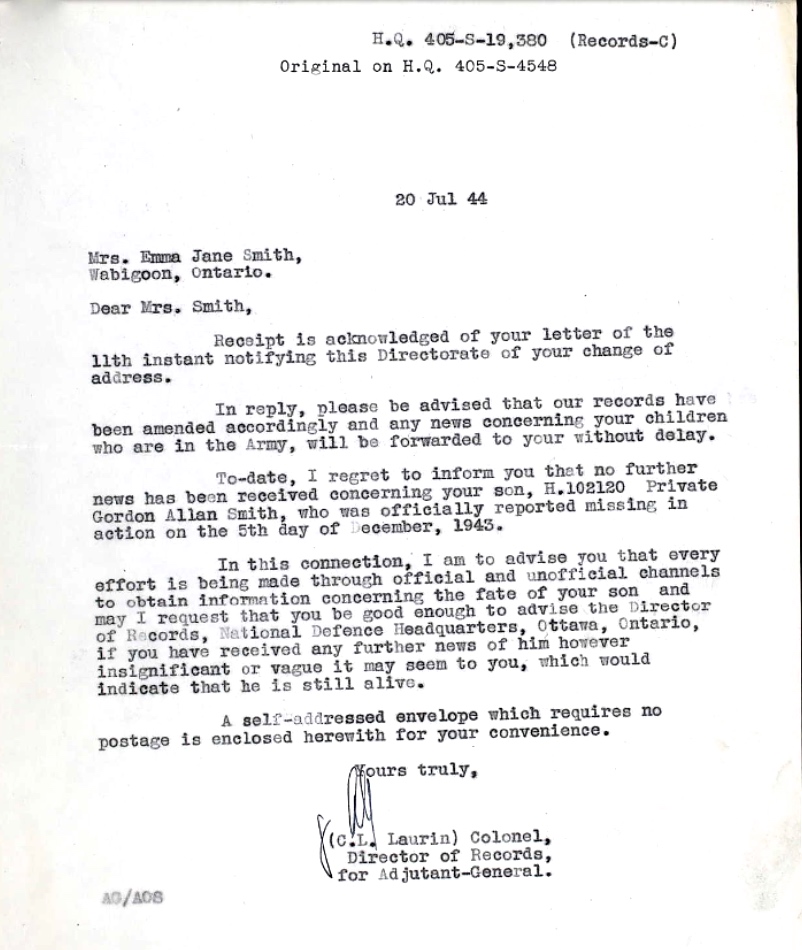 H.Q. 405-S-19,380 (Records-C)
Original on H.Q. 405-S-4548
20 Jul 44
Mrs. Emma Jane Smith,
Wabigoon, Ontario.
Dear Mrs. Smith,
Receipt is acknowledged of your letter of the
11th instant notifying this Directorate of your change of
address.
In reply, please be advised that our records have
been amended accordingly and any news concerning your children
who are in the Army, will be forwarded to your without delay.
To-date, I regret to inform you that no further
news has been received concerning your son, H.102120 Private
Gordon Allan Smith, who was officially reported missing in
action on the 5th day of December, 1943.
In this connection, I am to advise you that every
effort is being made through official and unofficial channels
to obtain information concerning the fate of your son and
may I request that you be good enough to advise the Director
of Records, National Defence Headquarters, Ottawa, Ontario,
if you have received any further news of him however
insignificant or vague it may seem to you, which would
indicate that he is still alive.
A self-addressed envelope which requires no
postage is enclosed herewith for your convenience.
Yours truly,
(C.L. Laurin) Colonel,
Director of Records,
for Adjutant-General.